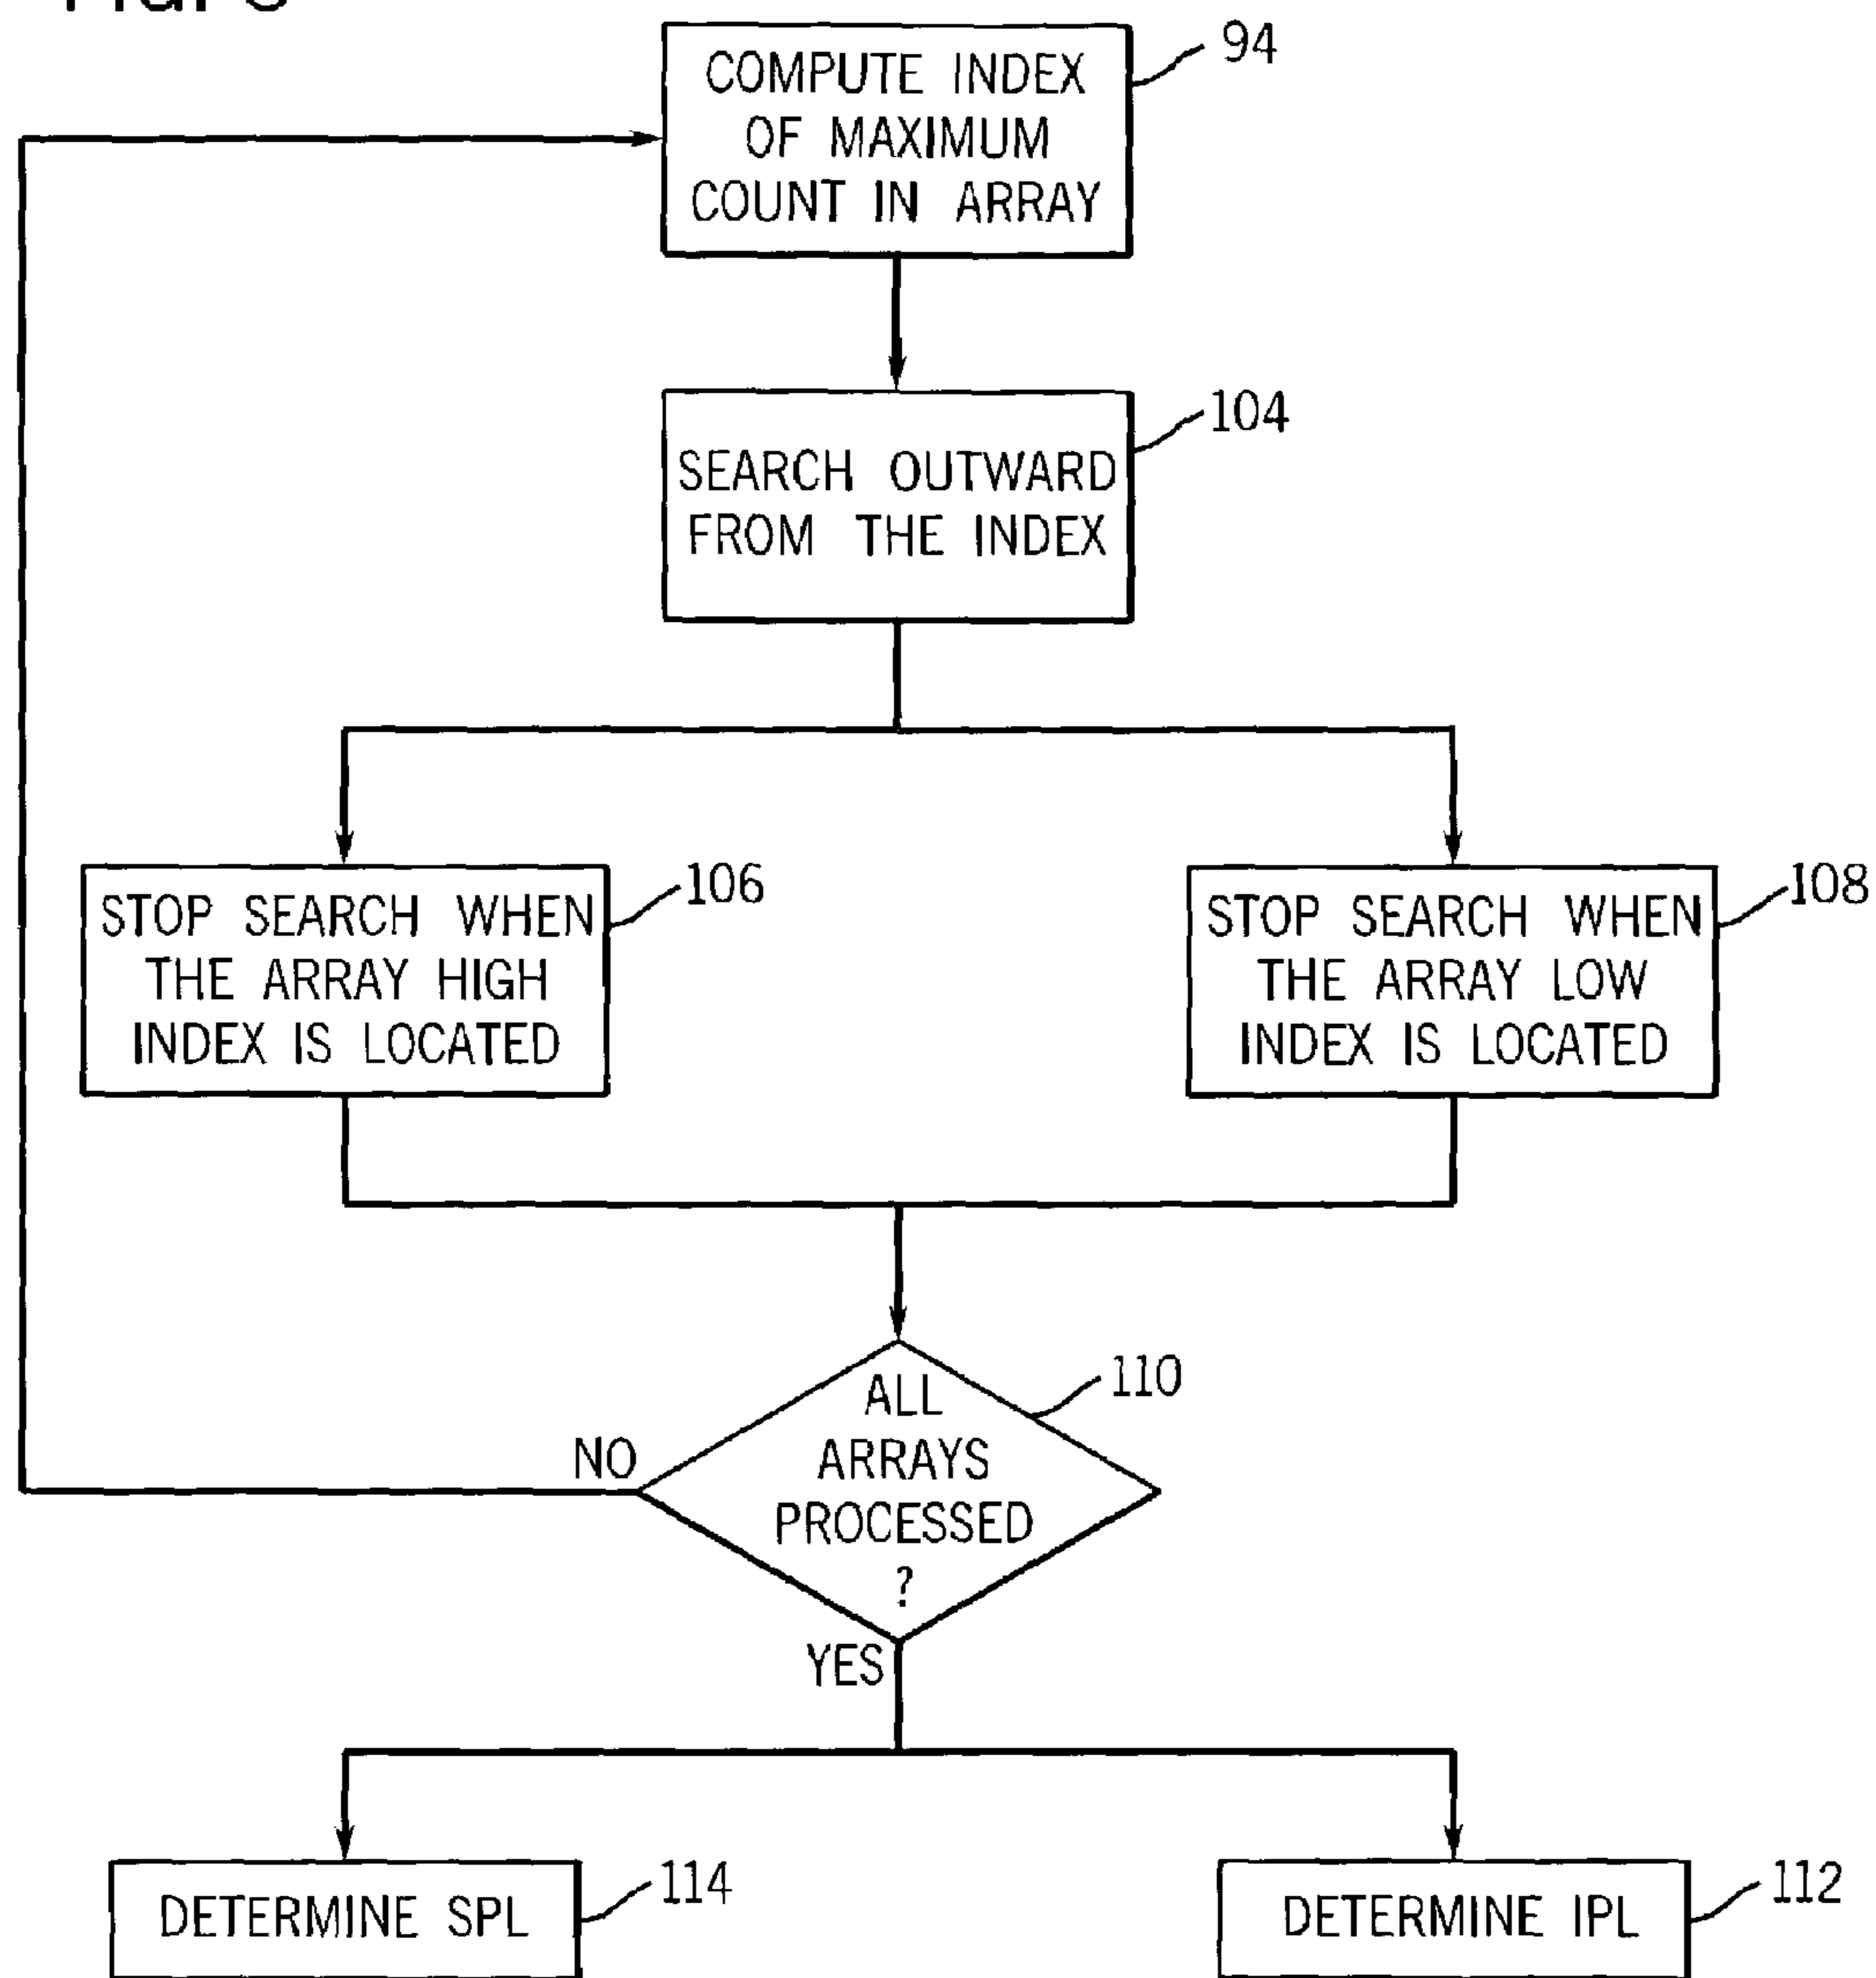 COMPUTE INDEX
OF MAXIMUM
COUNT IN ARRAY
94
SEARCH OUTWARD
FROM THE INDEX
104
STOP SEARCH WHEN
THE ARRAY HIGH
INDEX IS LOCATED
106
STOP SEARCH WHEN
THE ARRAY LOW
INDEX IS LOCATED
108
ALL
ARRAYS
PROCESSED
?
110
NO
YES
DETERMINE SPL
114
DETERMINE IPL
112